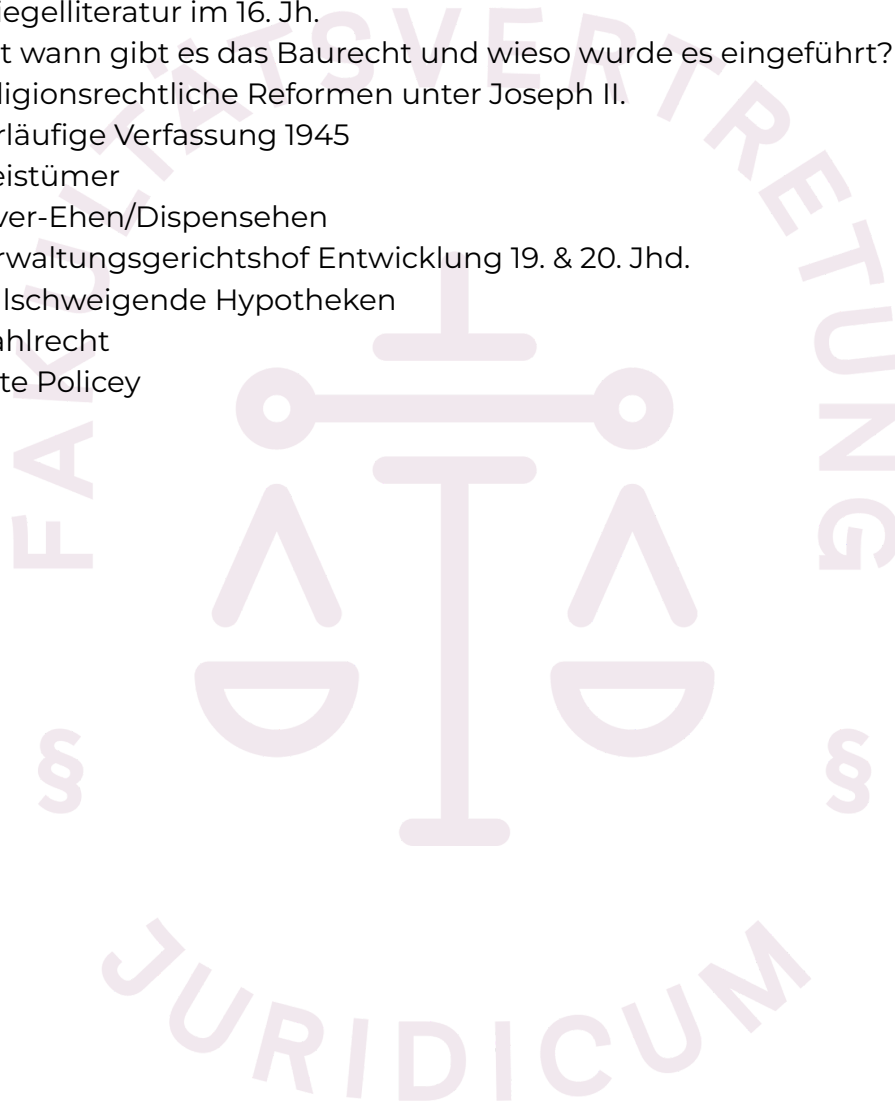 iegelliteratur im 16. Jh.
t wann gibt es das Baurecht und wieso wurde es eingeführt?
ligionsrechtliche Reformen unter Joseph II.
rläufige Verfassung 1945
eistümer
ver-Ehen/Dispensehen
rwaltungsgerichtshof Entwicklung 19. & 20. Jhd.
llschweigende Hypotheken
ahlrecht
te Policey
FAKULTÄTSVERTRETUNG
§ §
JURIDICUM